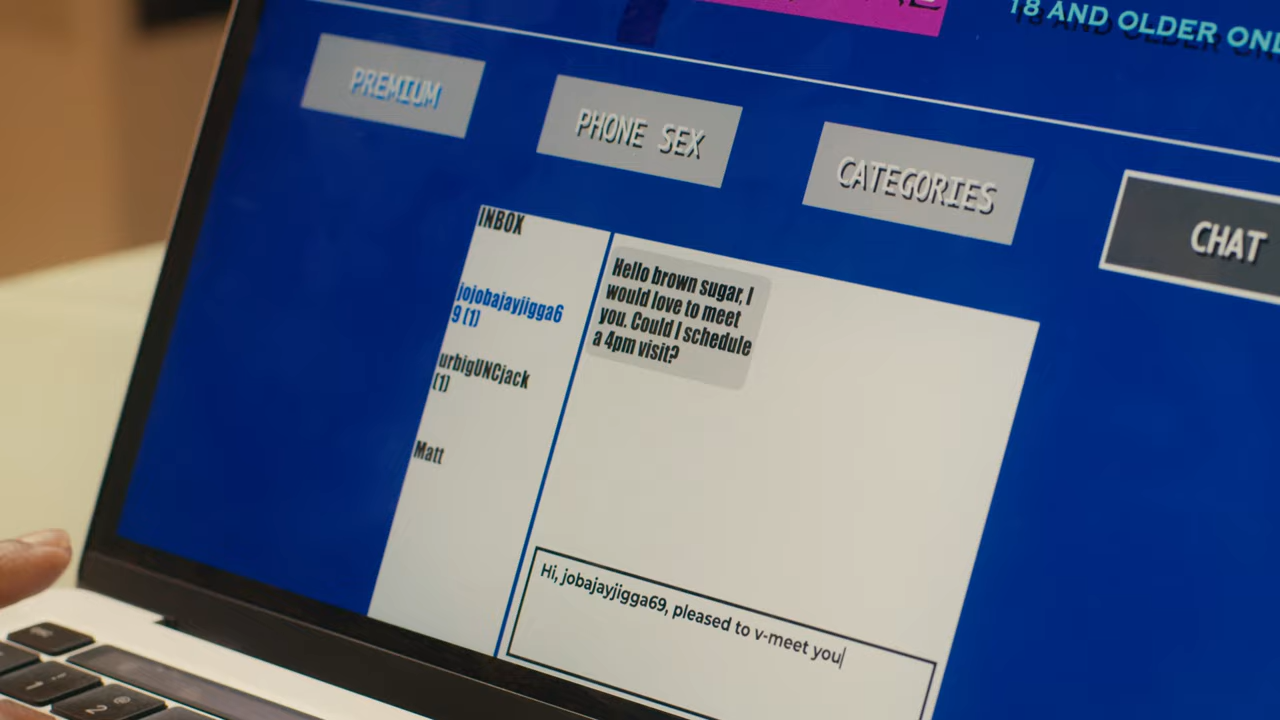 18 AND OLDER
PREMIUM
PHONE SEX
CATEGORIES
CHAT
INBOX
jojobajayjigga6
9 (1)
urbigUNCjack
(1)
Matt
Hello brown sugar, I
would love to meet
you. Could I schedule
a 4pm visit?
Hi, jobajayjigga69, pleased to v-meet you